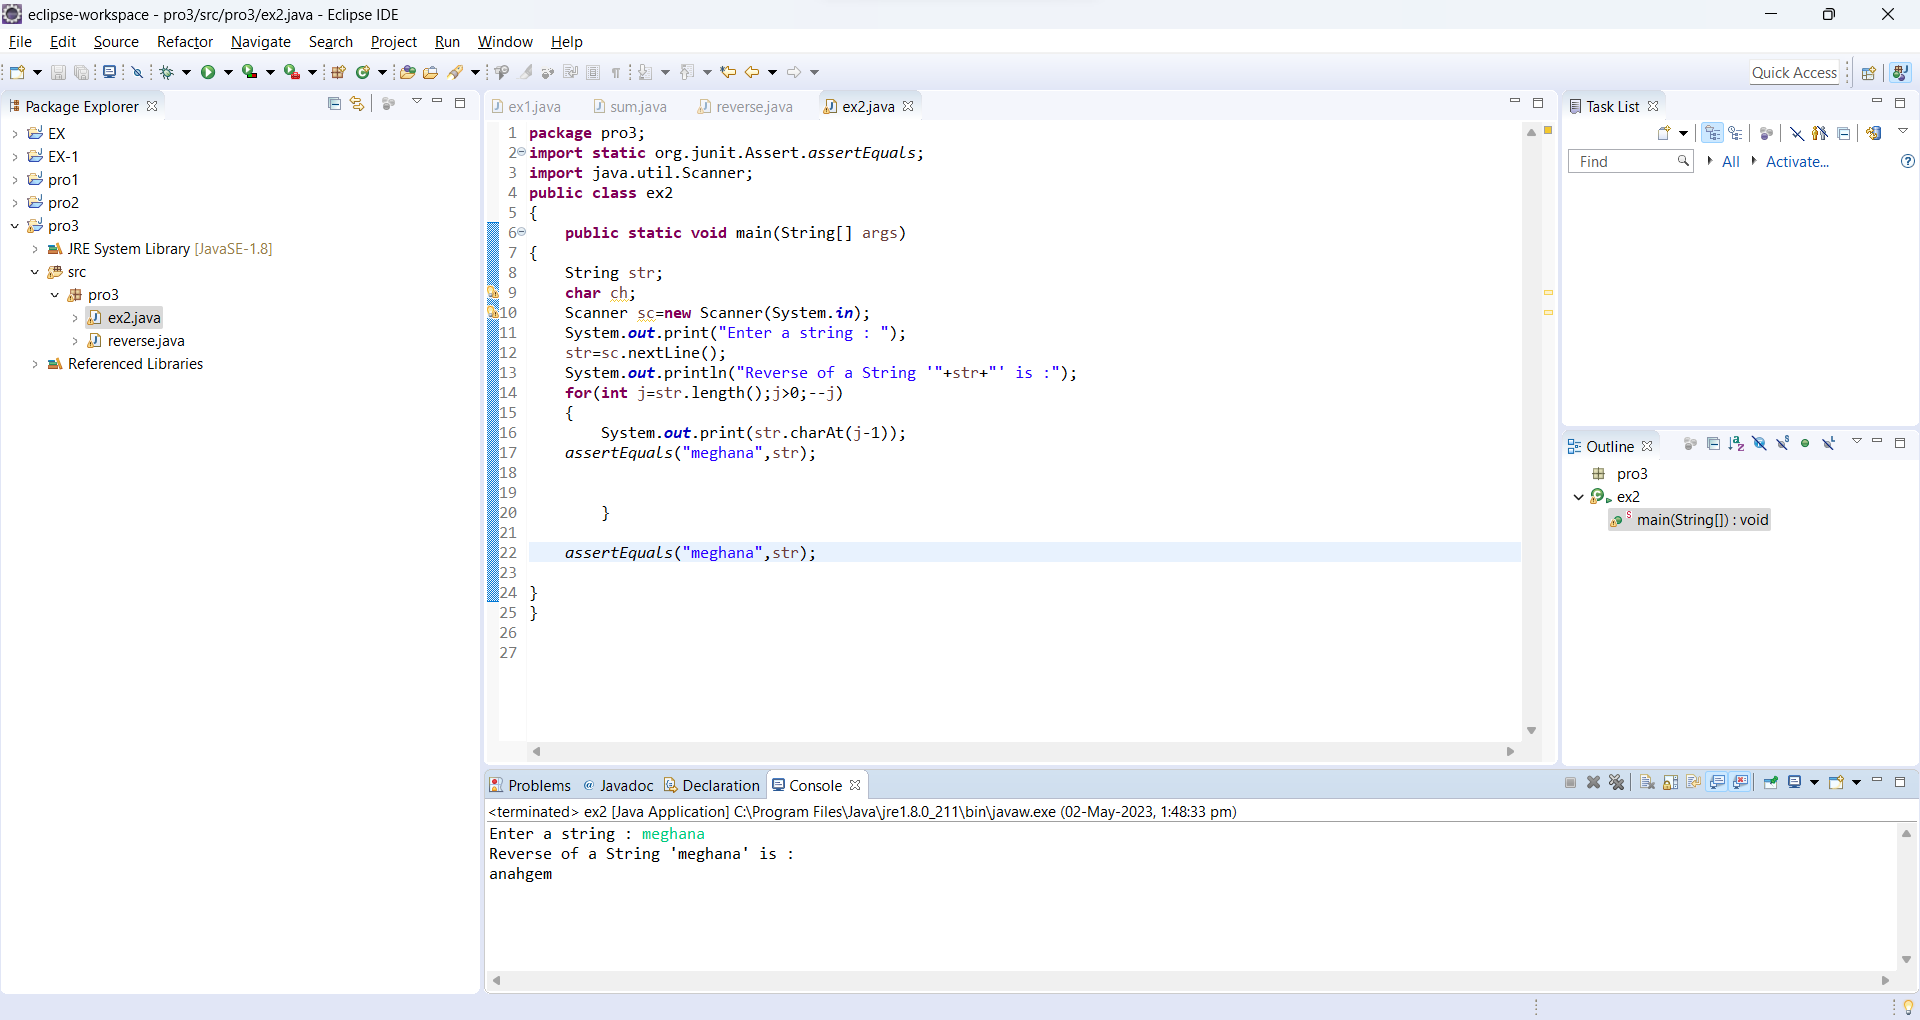 eclipse-workspace - pro3/src/pro3/ex2.java - Eclipse IDE
File Edit Source Refactor Navigate Search Project Run Window Help
Quick Access
Package Explorer
EX
EX-1
pro1
pro2
pro3
JRE System Library [JavaSE-1.8]
src
pro3
ex2.java
reverse.java
Referenced Libraries
ex1.java sum.java reverse.java ex2.java
1 package pro3;
2 import static org.junit.Assert.assertEquals;
3 import java.util.Scanner;
4 public class ex2
5 {
6 public static void main(String[] args)
7 {
8 String str;
9 char ch;
10 Scanner sc=new Scanner(System.in);
11 System.out.print("Enter a string : ");
12 str=sc.nextLine();
13 System.out.println("Reverse of a String '"+str+"' is :");
14 for(int j=str.length();j>0;--j)
15 {
16 System.out.print(str.charAt(j-1));
17 assertEquals("meghana",str);
18
19
20 }
21
22 assertEquals("meghana",str);
23
24 }
25 }
26
27
Task List
Find All Activate...
Outline
pro3
ex2
main(String[]) : void
Problems Javadoc Declaration Console
<terminated> ex2 [Java Application] C:\Program Files\Java\jre1.8.0_211\bin\javaw.exe (02-May-2023, 1:48:33 pm)
Enter a string : meghana
Reverse of a String 'meghana' is :
anahgem